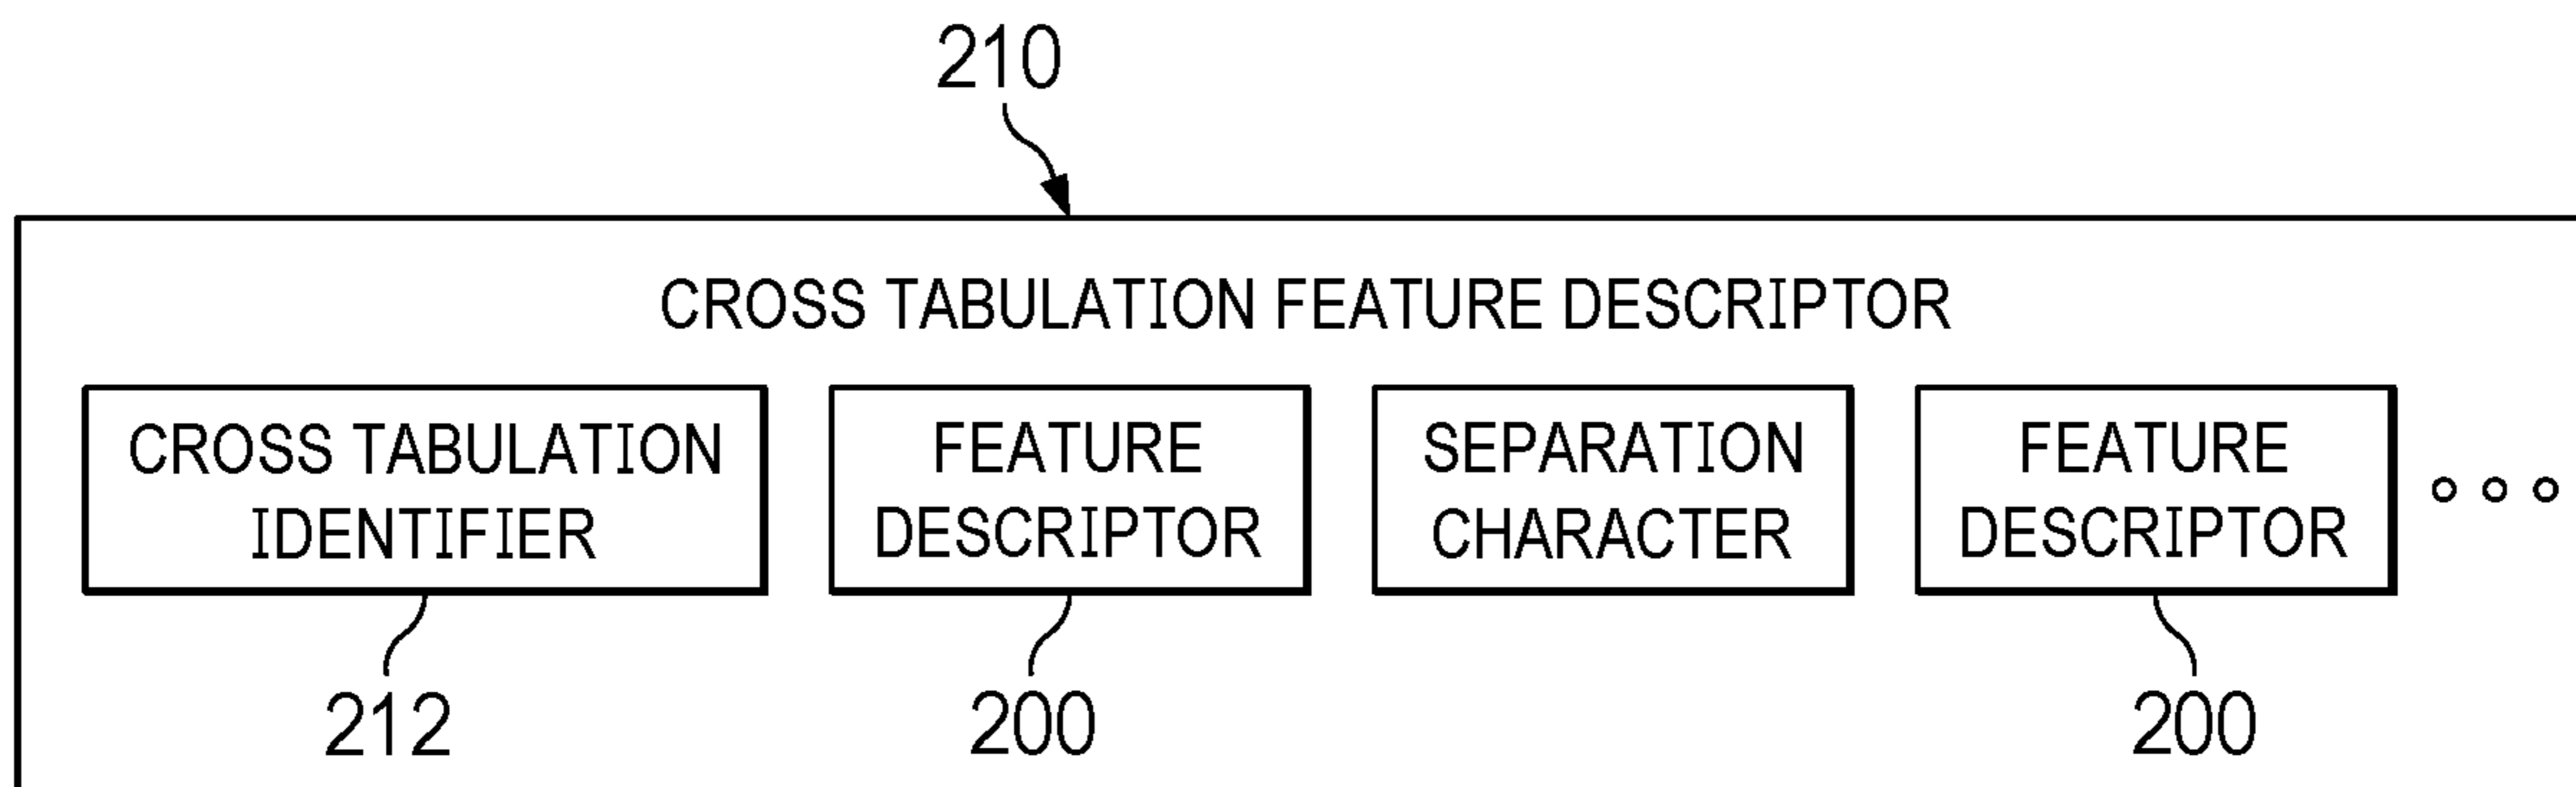 210
CROSS TABULATION FEATURE DESCRIPTOR
CROSS TABULATION
IDENTIFIER
FEATURE
DESCRIPTOR
SEPARATION
CHARACTER
FEATURE
DESCRIPTOR
212
200
200